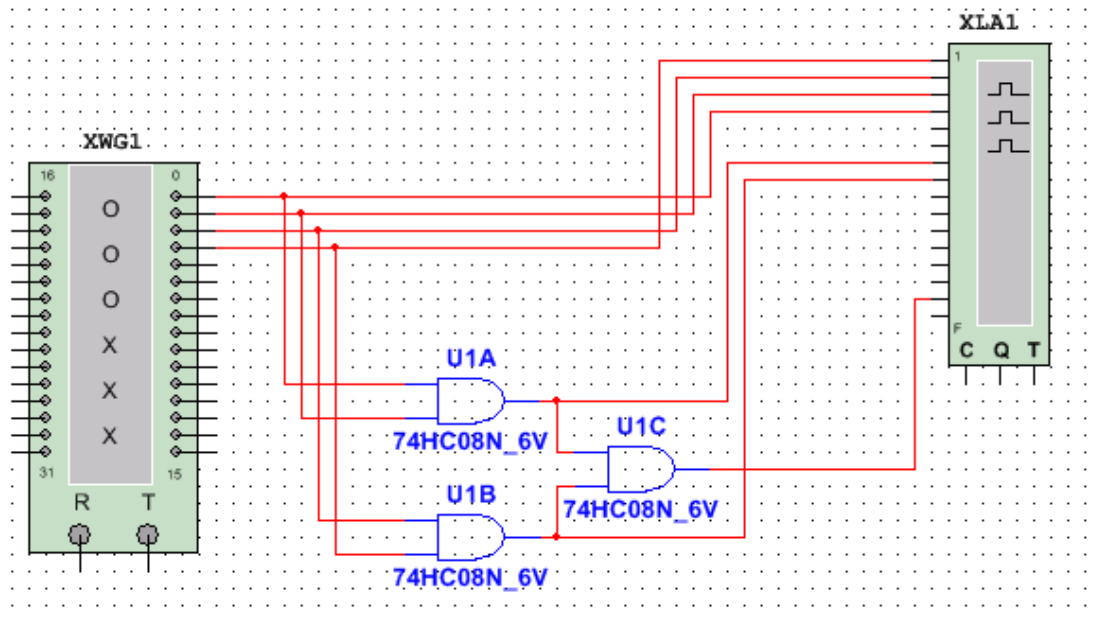 XLA1
1
F
C Q T
XWG1
16 0
O
O
O
X
X
X
31 15
R T
U1A
74HC08N_6V
U1C
74HC08N_6V
U1B
74HC08N_6V